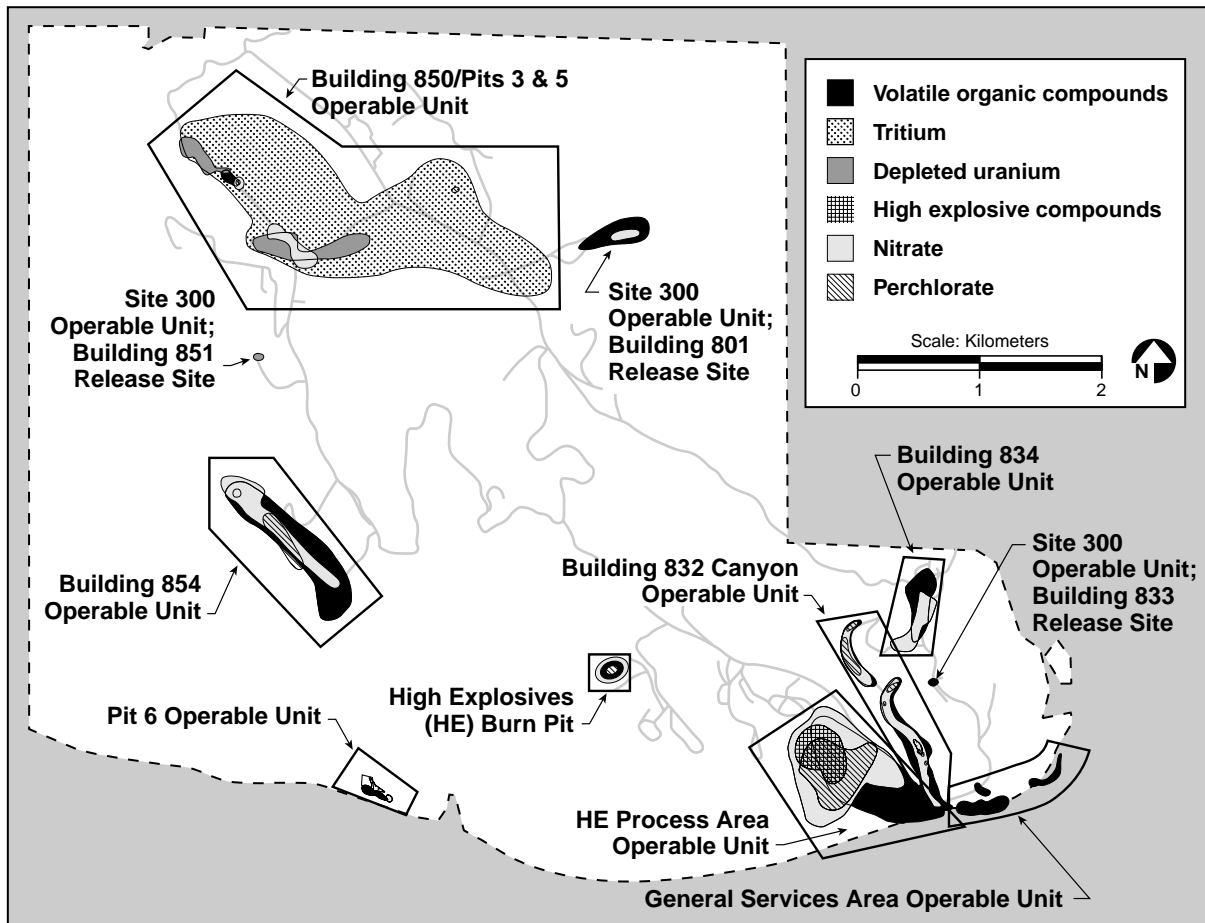 Building 850/Pits 3 & 5
Operable Unit
Volatile organic compounds
Tritium
Depleted uranium
High explosive compounds
Nitrate
Perchlorate
Scale: Kilometers
0
1
2
N
Site 300
Operable Unit;
Building 851
Release Site
Site 300
Operable Unit;
Building 801
Release Site
Building 834
Operable Unit
Site 300
Operable Unit;
Building 833
Release Site
Building 832 Canyon
Operable Unit
Building 854
Operable Unit
High Explosives
(HE) Burn Pit
Pit 6 Operable Unit
HE Process Area
Operable Unit
General Services Area Operable Unit